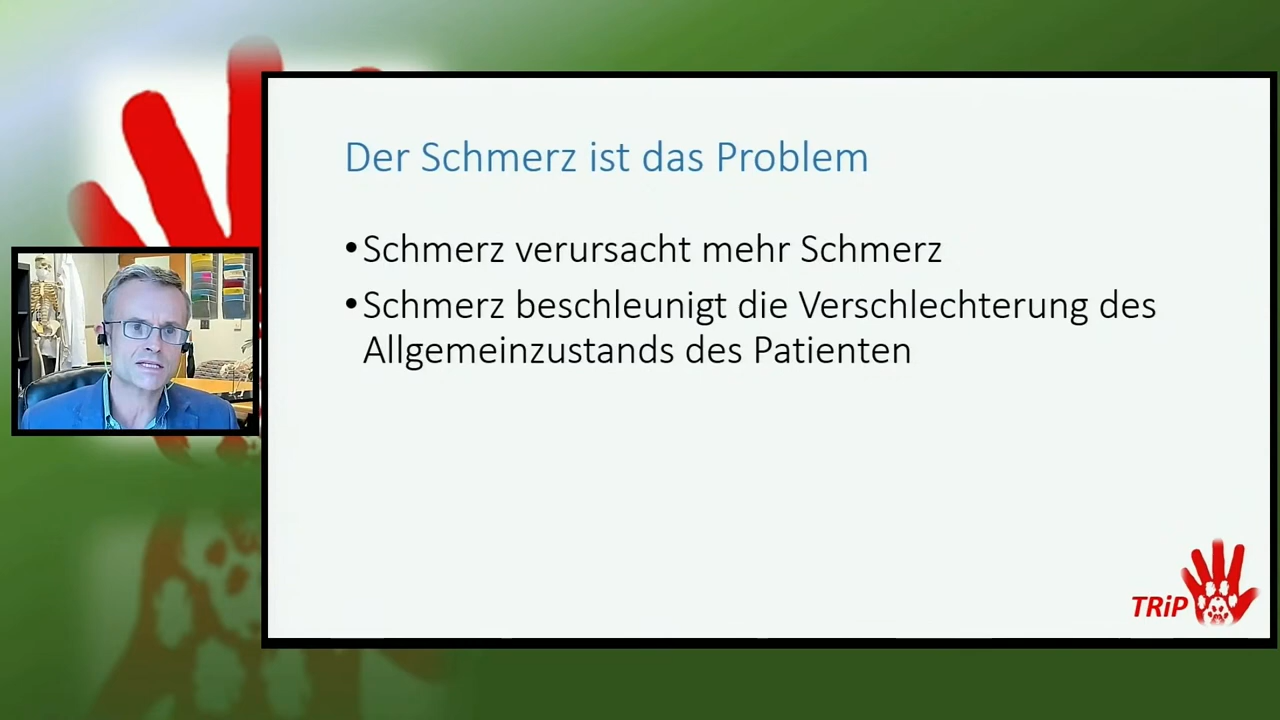 Der Schmerz ist das Problem
•Schmerz verursacht mehr Schmerz
•Schmerz beschleunigt die Verschlechterung des
Allgemeinzustands des Patienten
TRiP